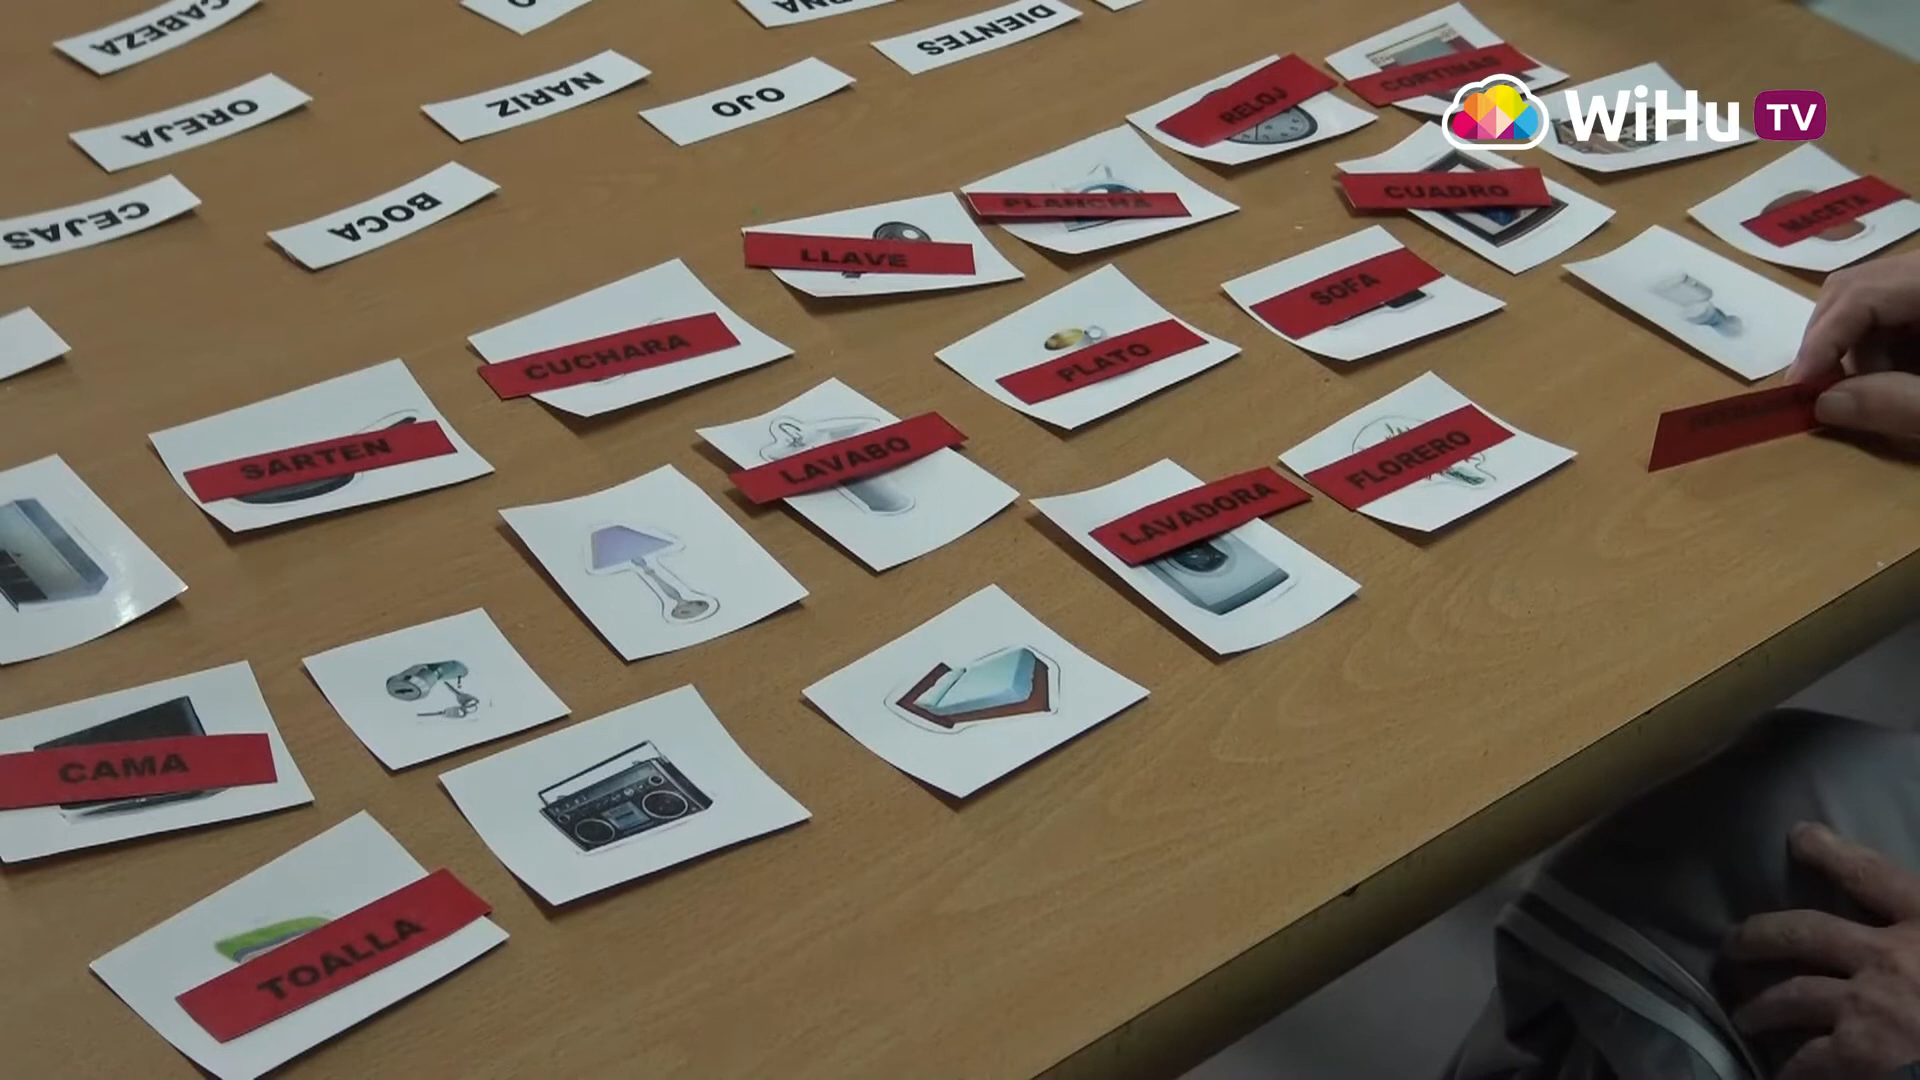 CABEZA
DIENTES
OREJA
NARIZ
OJO
CEJAS
BOCA
WiHu TV
CORTINAS
RELOJ
CUADRO
MACETA
PLANCHA
LLAVE
SOFA
CUCHARA
PLATO
SARTEN
LAVABO
FLORERO
LAVADORA
CAMA
TOALLA